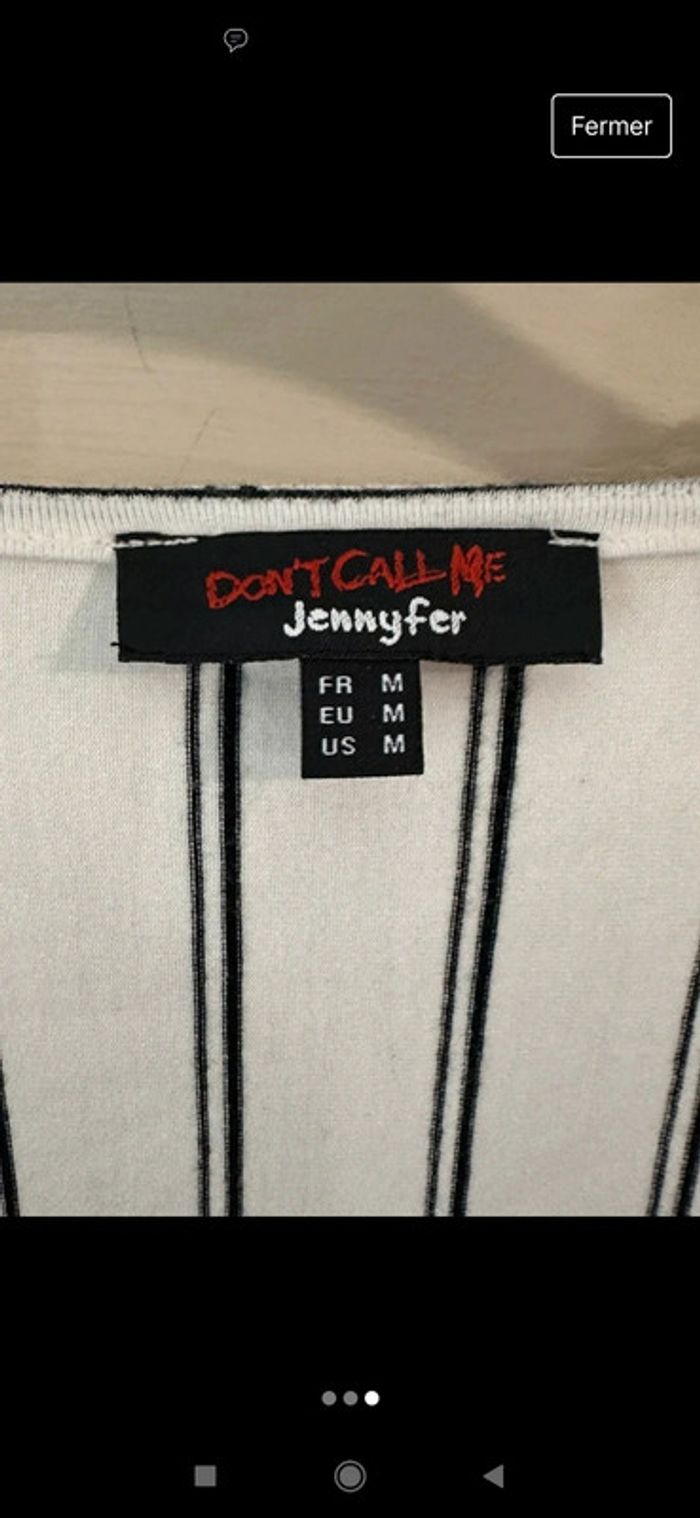 Fermer
DON'T CALL ME
Jennyfer
FR M
EU M
US M